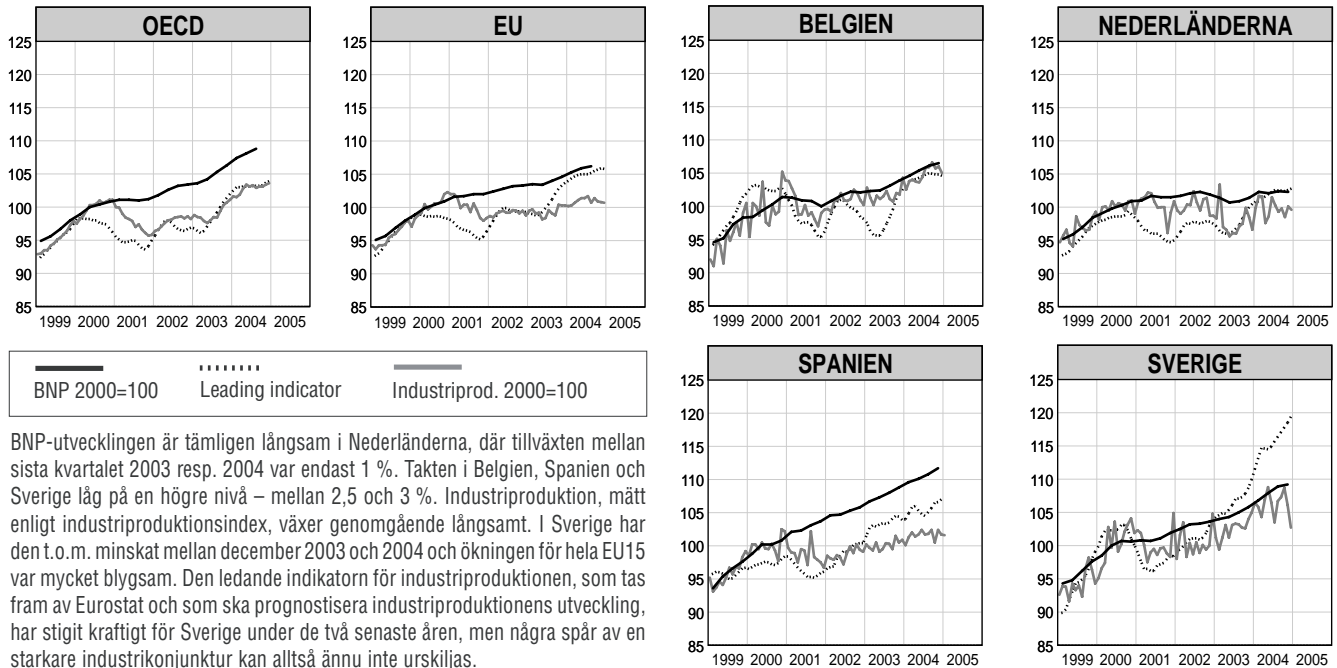 OECD
125
120
115
110
105
100
95
90
85
1999 2000 2001 2002 2003 2004 2005
EU
125
120
115
110
105
100
95
90
85
1999 2000 2001 2002 2003 2004 2005
BELGIEN
125
120
115
110
105
100
95
90
85
1999 2000 2001 2002 2003 2004 2005
NEDERLÄNDERNA
125
120
115
110
105
100
95
90
85
1999 2000 2001 2002 2003 2004 2005
BNP 2000=100 Leading indicator Industriprod. 2000=100
BNP-utvecklingen är tämligen långsam i Nederländerna, där tillväxten mellan
sista kvartalet 2003 resp. 2004 var endast 1 %. Takten i Belgien, Spanien och
Sverige låg på en högre nivå – mellan 2,5 och 3 %. Industriproduktion, mätt
enligt industriproduktionsindex, växer genomgående långsamt. I Sverige har
den t.o.m. minskat mellan december 2003 och 2004 och ökningen för hela EU15
var mycket blygsam. Den ledande indikatorn för industriproduktionen, som tas
fram av Eurostat och som ska prognostisera industriproduktionens utveckling,
har stigit kraftigt för Sverige under de två senaste åren, men några spår av en
starkare industrikonjunktur kan alltså ännu inte urskiljas.
SPANIEN
125
120
115
110
105
100
95
90
85
1999 2000 2001 2002 2003 2004 2005
SVERIGE
125
120
115
110
105
100
95
90
85
1999 2000 2001 2002 2003 2004 2005